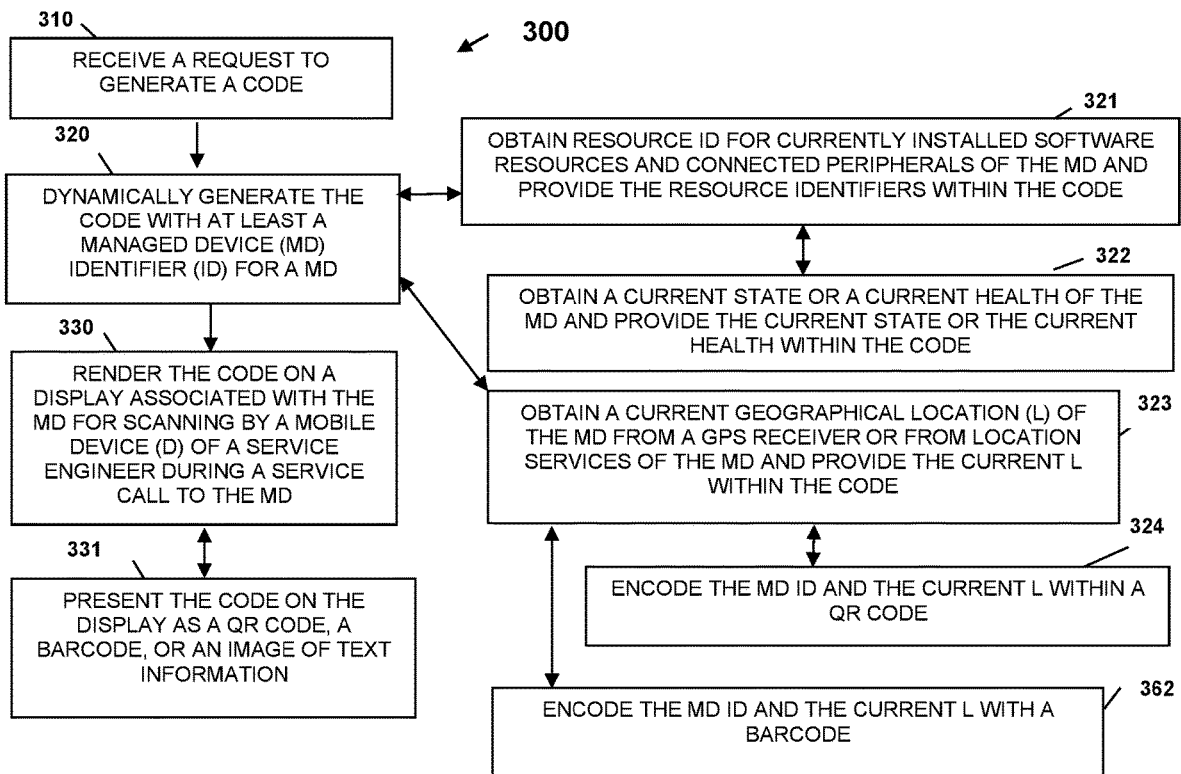 310
300
RECEIVE A REQUEST TO
GENERATE A CODE
320
DYNAMICALLY GENERATE THE
CODE WITH AT LEAST A
MANAGED DEVICE (MD)
IDENTIFIER (ID) FOR A MD
330
RENDER THE CODE ON A
DISPLAY ASSOCIATED WITH THE
MD FOR SCANNING BY A MOBILE
DEVICE (D) OF A SERVICE
ENGINEER DURING A SERVICE
CALL TO THE MD
331
PRESENT THE CODE ON THE
DISPLAY AS A QR CODE, A
BARCODE, OR AN IMAGE OF TEXT
INFORMATION
321
OBTAIN RESOURCE ID FOR CURRENTLY INSTALLED SOFTWARE
RESOURCES AND CONNECTED PERIPHERALS OF THE MD AND
PROVIDE THE RESOURCE IDENTIFIERS WITHIN THE CODE
322
OBTAIN A CURRENT STATE OR A CURRENT HEALTH OF THE
MD AND PROVIDE THE CURRENT STATE OR THE CURRENT
HEALTH WITHIN THE CODE
323
OBTAIN A CURRENT GEOGRAPHICAL LOCATION (L) OF
THE MD FROM A GPS RECEIVER OR FROM LOCATION
SERVICES OF THE MD AND PROVIDE THE CURRENT L
WITHIN THE CODE
324
ENCODE THE MD ID AND THE CURRENT L WITHIN A
QR CODE
362
ENCODE THE MD ID AND THE CURRENT L WITH A
BARCODE